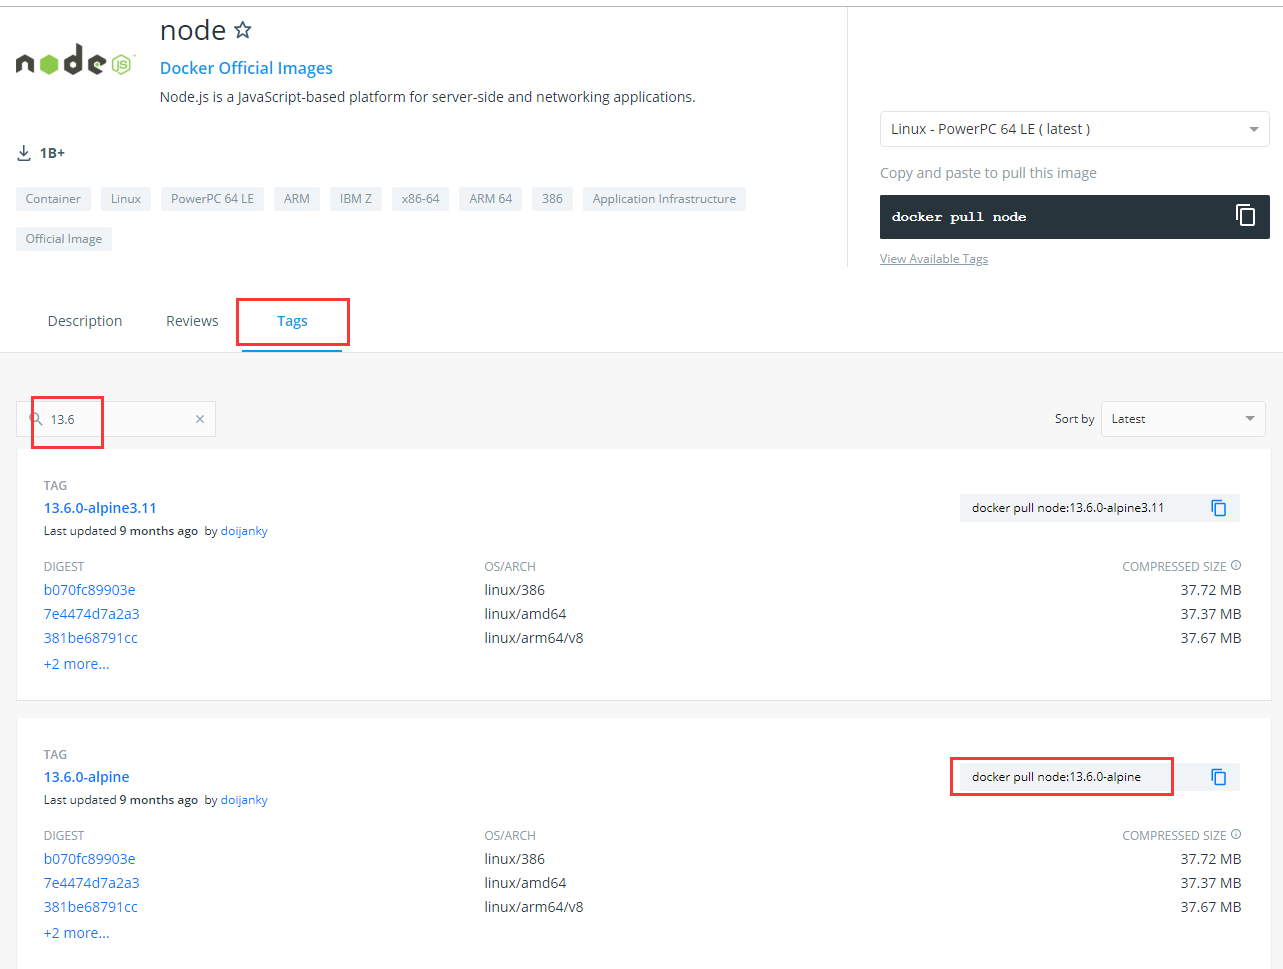 node
node JS
Docker Official Images
Node.js is a JavaScript-based platform for server-side and networking applications.
1B+
Container Linux PowerPC 64 LE ARM IBM Z x86-64 ARM 64 386 Application Infrastructure
Official Image
Linux - PowerPC 64 LE ( latest )
Copy and paste to pull this image
docker pull node
View Available Tags
Description Reviews Tags
13.6
Sort by Latest
TAG
13.6.0-alpine3.11
docker pull node:13.6.0-alpine3.11
Last updated 9 months ago by doijanky
DIGEST OS/ARCH COMPRESSED SIZE
b070fc89903e linux/386 37.72 MB
7e4474d7a2a3 linux/amd64 37.37 MB
381be68791cc linux/arm64/v8 37.67 MB
+2 more...
TAG
13.6.0-alpine
docker pull node:13.6.0-alpine
Last updated 9 months ago by doijanky
DIGEST OS/ARCH COMPRESSED SIZE
b070fc89903e linux/386 37.72 MB
7e4474d7a2a3 linux/amd64 37.37 MB
381be68791cc linux/arm64/v8 37.67 MB
+2 more...